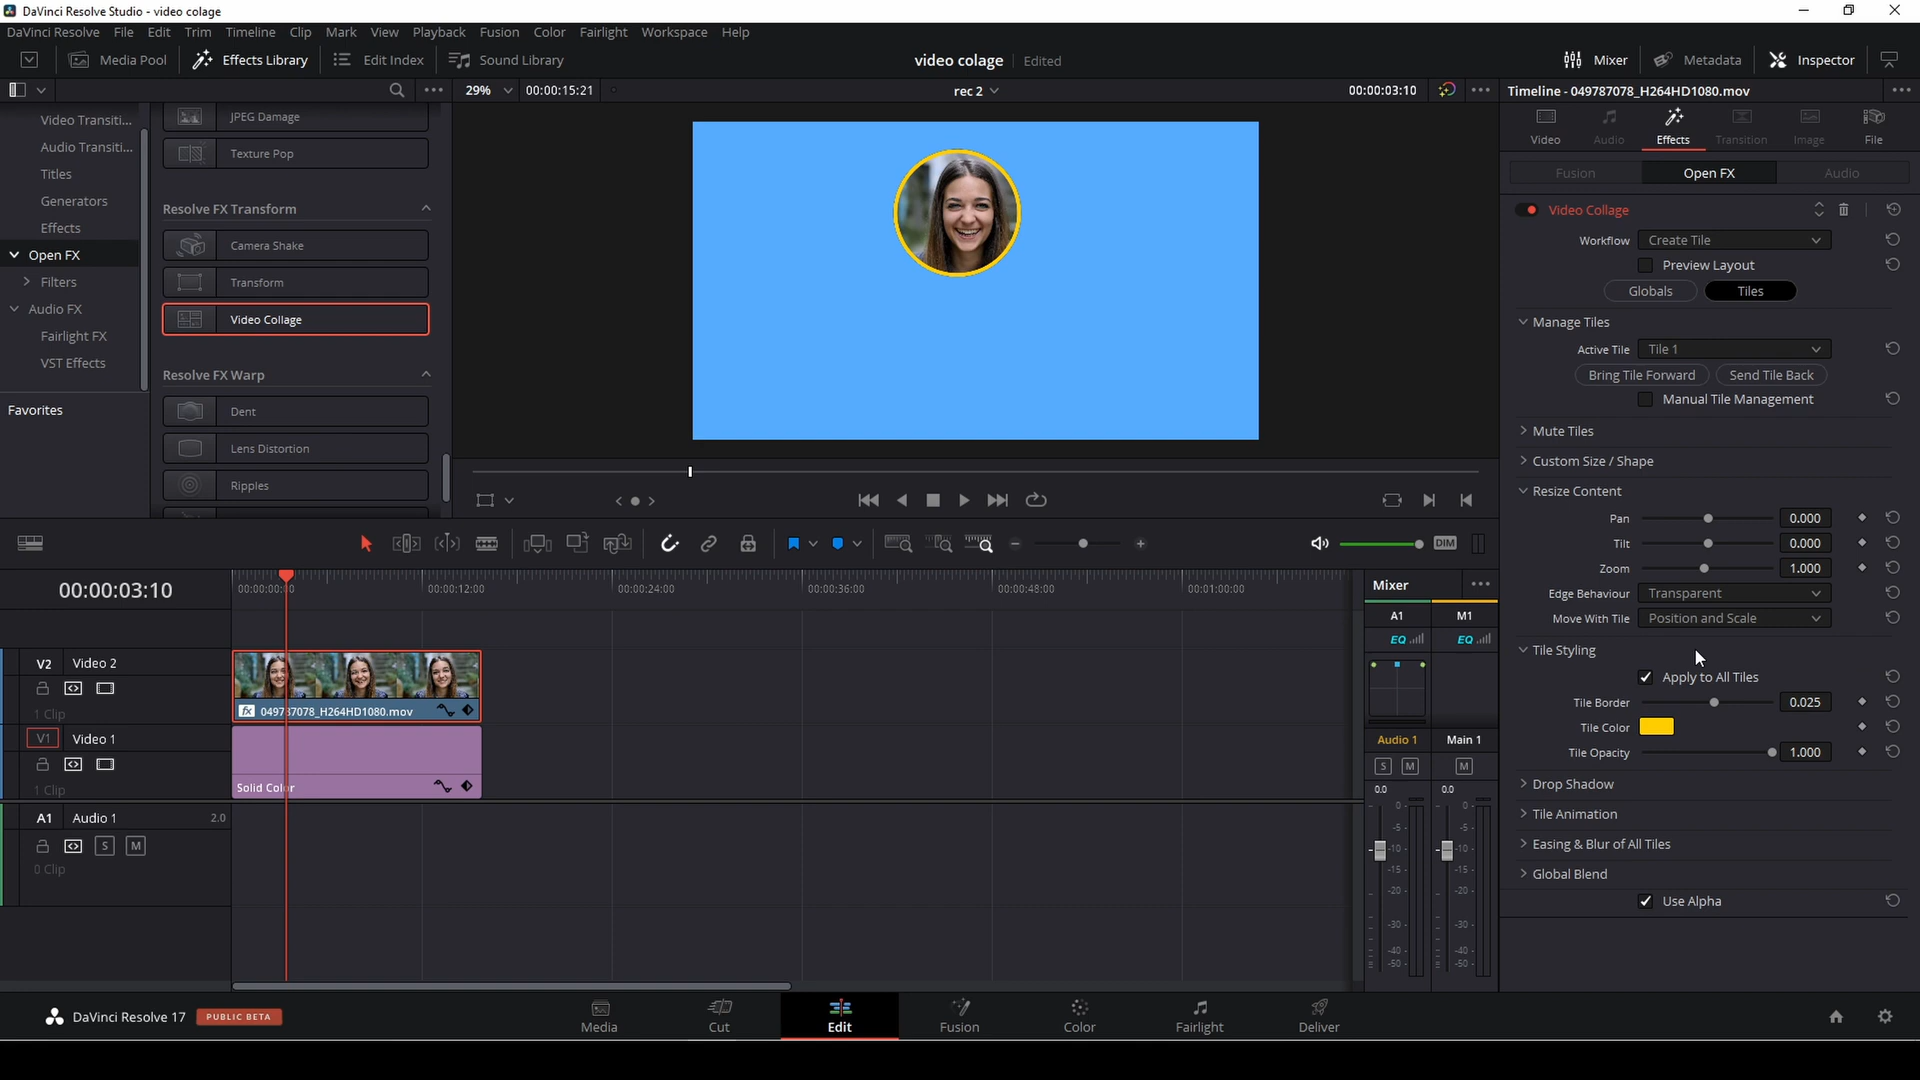 DaVinci Resolve Studio - video colage
DaVinci Resolve File Edit Trim Timeline Clip Mark View Playback Fusion Color Fairlight Workspace Help
Media Pool Effects Library Edit Index Sound Library video colage Edited Mixer Metadata Inspector
29% 00:00:15:21 rec 2 00:00:03:10 Timeline - 049787078_H264HD1080.mov
Video Transiti...
Audio Transiti...
Titles
Generators
Effects
Open FX
Filters
Audio FX
Fairlight FX
VST Effects
Favorites
JPEG Damage
Texture Pop
Resolve FX Transform
Camera Shake
Transform
Video Collage
Resolve FX Warp
Dent
Lens Distortion
Ripples
Video Audio Effects Transition Image File
Fusion Open FX Audio
Video Collage
Workflow Create Tile
Preview Layout
Globals Tiles
Manage Tiles
Active Tile Tile 1
Bring Tile Forward Send Tile Back
Manual Tile Management
Mute Tiles
Custom Size / Shape
Resize Content
Pan 0.000
Tilt 0.000
Zoom 1.000
Edge Behaviour Transparent
Move With Tile Position and Scale
Tile Styling
Apply to All Tiles
Tile Border 0.025
Tile Color
Tile Opacity 1.000
Drop Shadow
Tile Animation
Easing & Blur of All Tiles
Global Blend
Use Alpha
DIM
00:00:03:10 00:00:12:00 00:00:24:00 00:00:36:00 00:00:48:00 00:01:00:00
V2 Video 2
1 Clip
fx 049787078_H264HD1080.mov
V1 Video 1
1 Clip
Solid Color
A1 Audio 1 2.0
S M
0 Clip
Mixer
A1 M1
EQ EQ
Audio 1 Main 1
S M M
0.0 0.0
0- 0-
-5- -5-
-10- -10-
-15- -15-
-20- -20-
-30- -30-
-40- -40-
-50- -50-
DaVinci Resolve 17 PUBLIC BETA
Media Cut Edit Fusion Color Fairlight Deliver